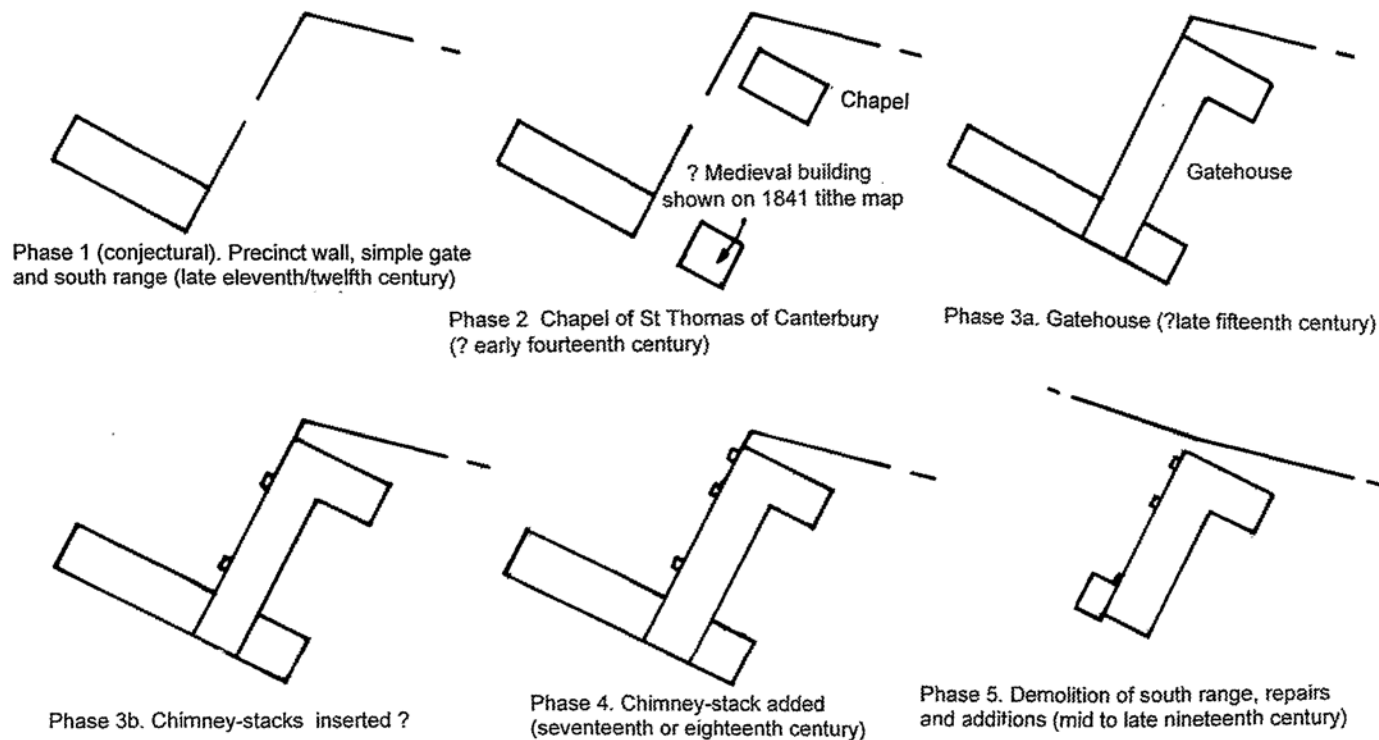 Phase 1 (conjectural). Precinct wall, simple gate
and south range (late eleventh/twelfth century)
Chapel
? Medieval building
shown on 1841 tithe map
Phase 2 Chapel of St Thomas of Canterbury
(? early fourteenth century)
Gatehouse
Phase 3a. Gatehouse (?late fifteenth century)
Phase 3b. Chimney-stacks inserted ?
Phase 4. Chimney-stack added
(seventeenth or eighteenth century)
Phase 5. Demolition of south range, repairs
and additions (mid to late nineteenth century)